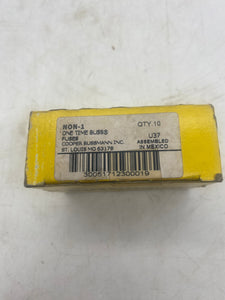 NON-1
QTY.10
ONE TIME BUSS®
FUSES
U37
COOPER BUSSMANN INC.
ASSEMBLED
ST. LOUIS MO 63178
IN MEXICO
30051712300019